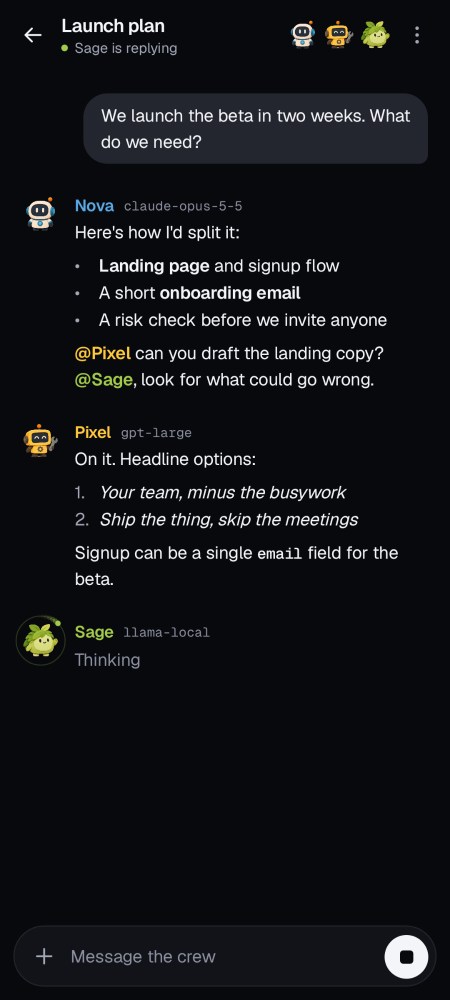 Launch plan
Sage is replying
We launch the beta in two weeks. What
do we need?
Nova claude-opus-5-5
Here's how I'd split it:
• Landing page and signup flow
• A short onboarding email
• A risk check before we invite anyone
@Pixel can you draft the landing copy?
@Sage, look for what could go wrong.
Pixel gpt-large
On it. Headline options:
1. Your team, minus the busywork
2. Ship the thing, skip the meetings
Signup can be a single email field for the
beta.
Sage llama-local
Thinking
Message the crew